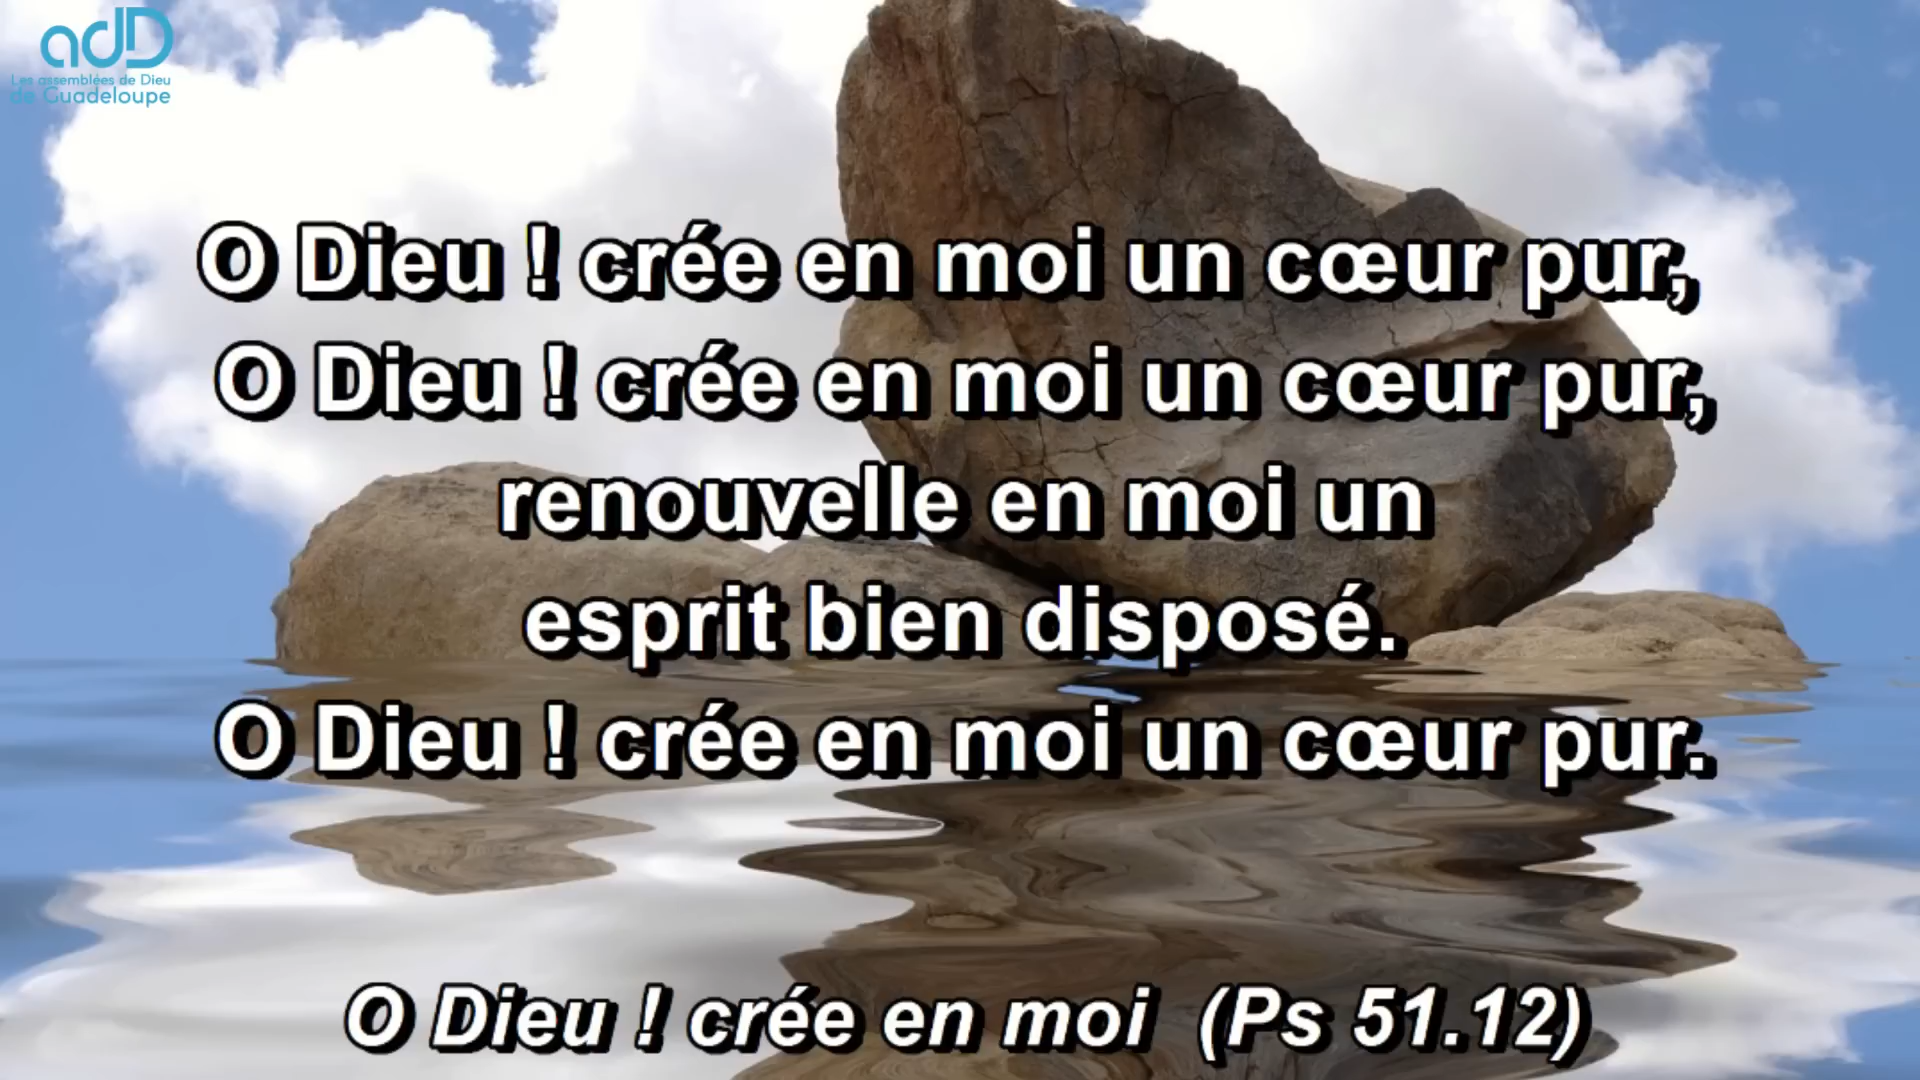 add
Les assemblées de Dieu
de Guadeloupe
O Dieu ! crée en moi un cœur pur,
O Dieu ! crée en moi un cœur pur,
renouvelle en moi un
esprit bien disposé.
O Dieu ! crée en moi un cœur pur.
O Dieu ! crée en moi (Ps 51.12)